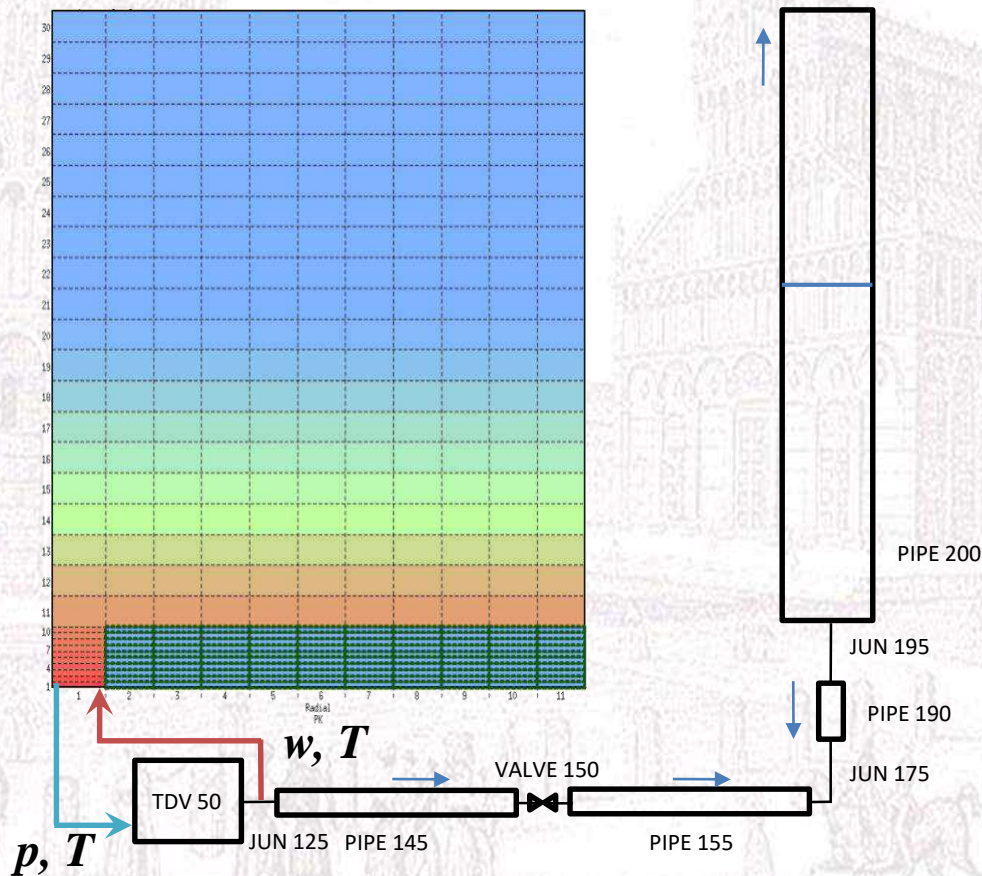 30
29
28
27
26
25
24
23
22
21
20
19
18
17
16
15
14
13
12
11
10
7
4
1
1 2 3 4 5 6 7 8 9 10 11
Radial
PK
PIPE 200
JUN 195
PIPE 190
JUN 175
w, T
VALVE 150
TDV 50
JUN 125
PIPE 145
PIPE 155
p, T